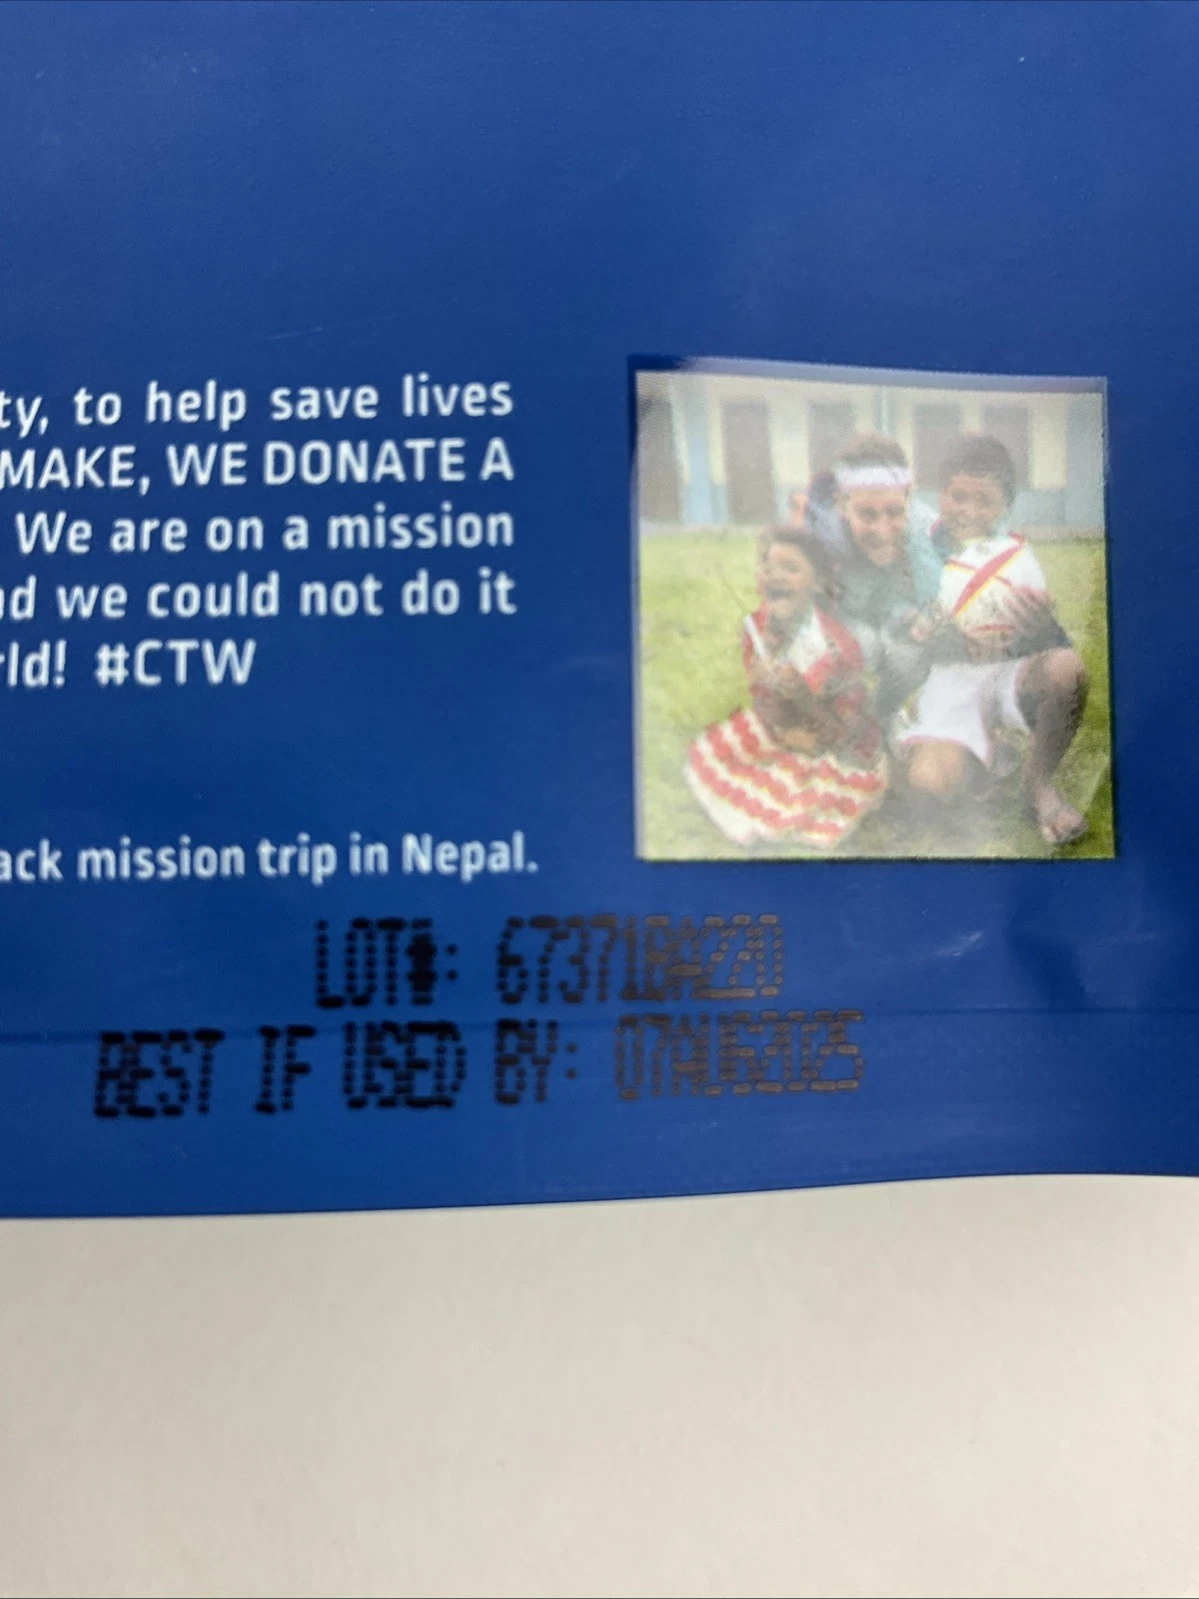 ty, to help save lives
MAKE, WE DONATE A
We are on a mission
nd we could not do it
rld! #CTW
ack mission trip in Nepal.
LOT#: 673718A220
BEST IF USED BY: 07AUG2025